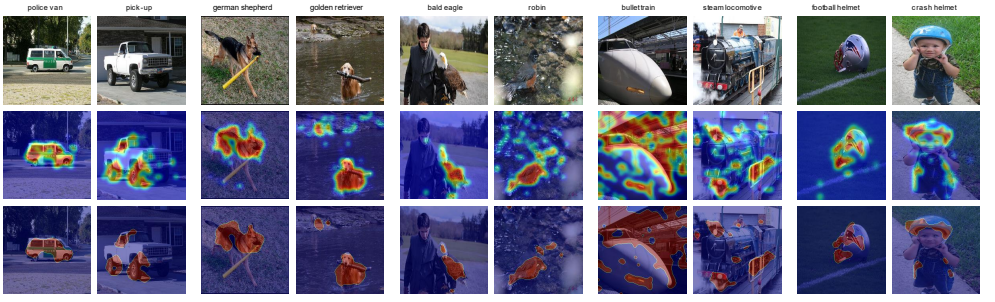 police van
pick-up
german shepherd
golden retriever
bald eagle
robin
bullet train
steam locomotive
football helmet
crash helmet